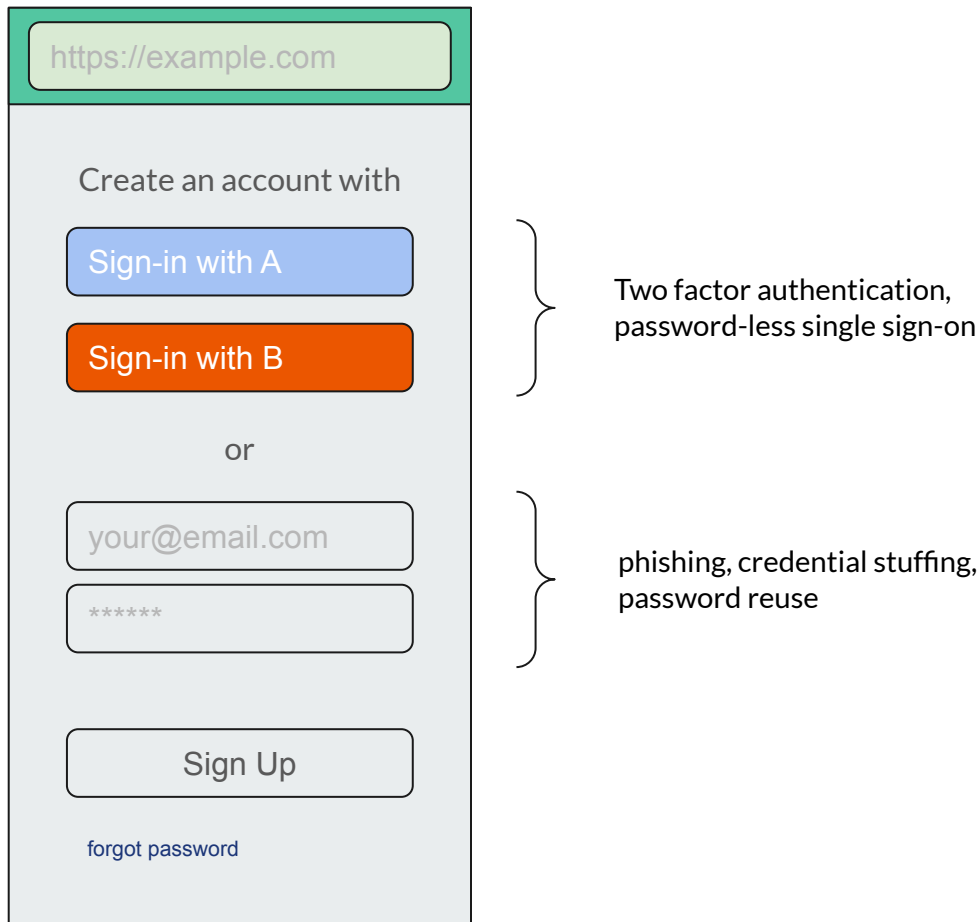 https://example.com
Create an account with
Sign-in with A
Two factor authentication,
password-less single sign-on
Sign-in with B
or
your@email.com
******
phishing, credential stuffing,
password reuse
Sign Up
forgot password